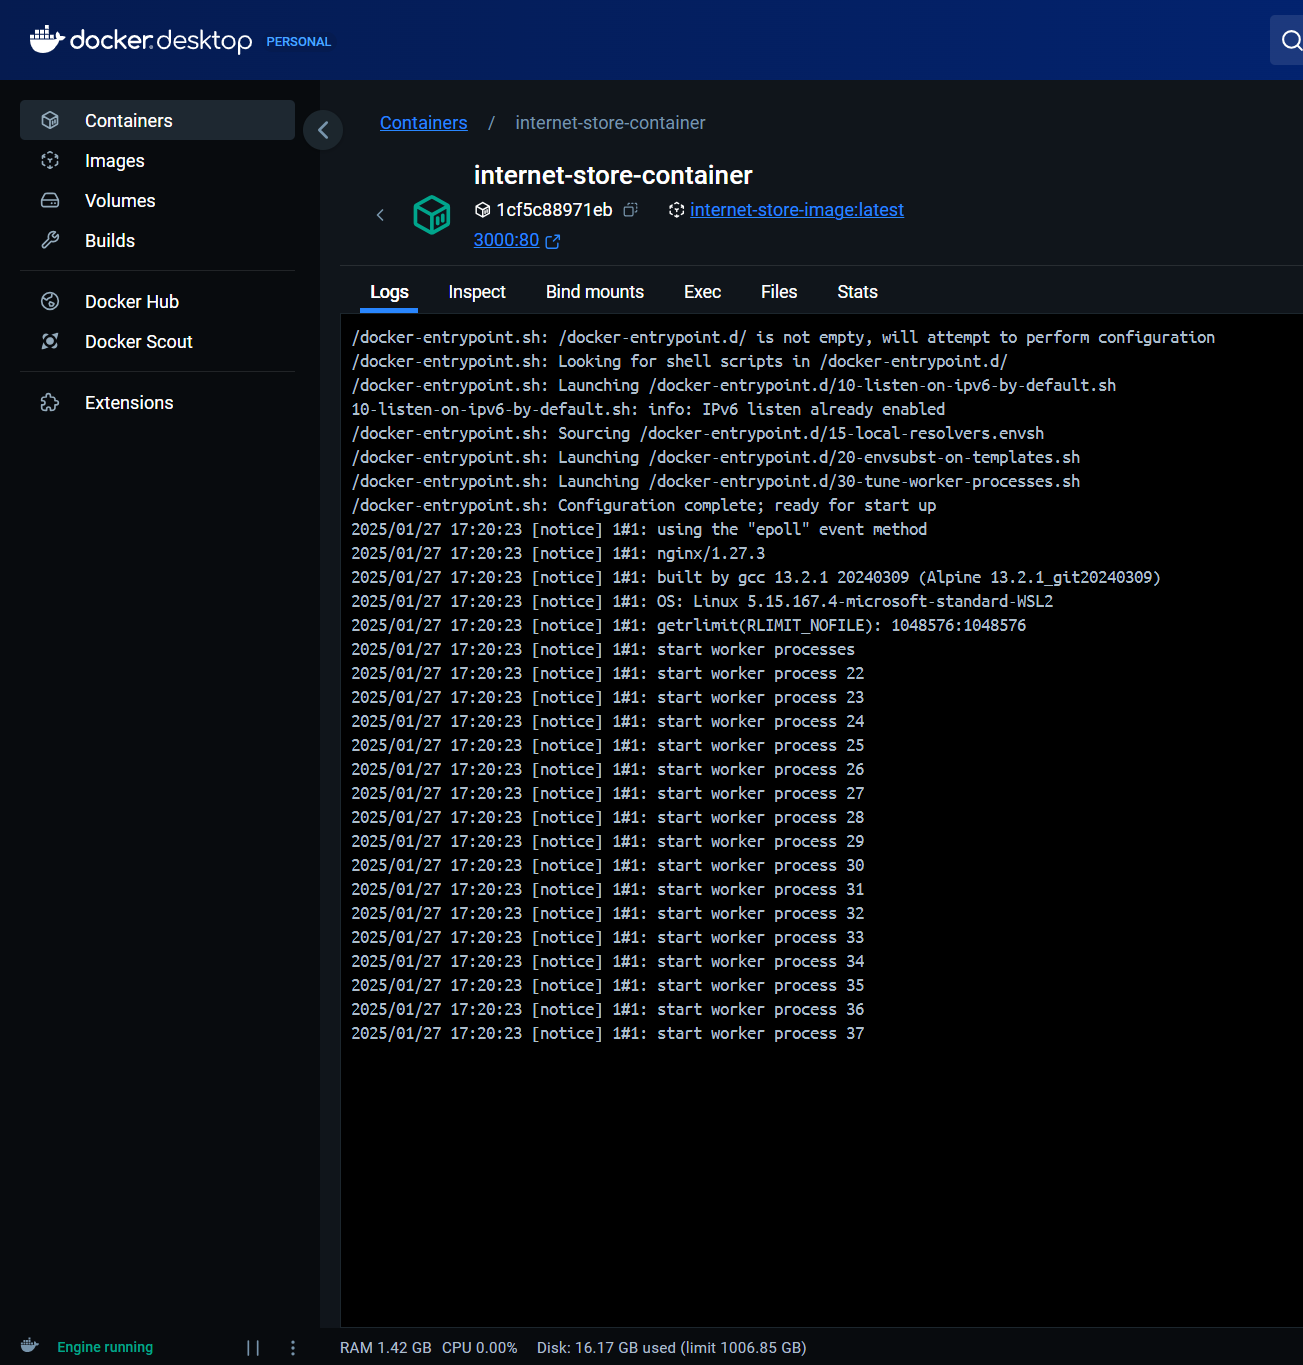 docker.desktop PERSONAL
Containers
Images
Volumes
Builds
Docker Hub
Docker Scout
Extensions
Containers / internet-store-container
internet-store-container
1cf5c88971eb internet-store-image:latest
3000:80
Logs Inspect Bind mounts Exec Files Stats
/docker-entrypoint.sh: /docker-entrypoint.d/ is not empty, will attempt to perform configuration
/docker-entrypoint.sh: Looking for shell scripts in /docker-entrypoint.d/
/docker-entrypoint.sh: Launching /docker-entrypoint.d/10-listen-on-ipv6-by-default.sh
10-listen-on-ipv6-by-default.sh: info: IPv6 listen already enabled
/docker-entrypoint.sh: Sourcing /docker-entrypoint.d/15-local-resolvers.envsh
/docker-entrypoint.sh: Launching /docker-entrypoint.d/20-envsubst-on-templates.sh
/docker-entrypoint.sh: Launching /docker-entrypoint.d/30-tune-worker-processes.sh
/docker-entrypoint.sh: Configuration complete; ready for start up
2025/01/27 17:20:23 [notice] 1#1: using the "epoll" event method
2025/01/27 17:20:23 [notice] 1#1: nginx/1.27.3
2025/01/27 17:20:23 [notice] 1#1: built by gcc 13.2.1 20240309 (Alpine 13.2.1_git20240309)
2025/01/27 17:20:23 [notice] 1#1: OS: Linux 5.15.167.4-microsoft-standard-WSL2
2025/01/27 17:20:23 [notice] 1#1: getrlimit(RLIMIT_NOFILE): 1048576:1048576
2025/01/27 17:20:23 [notice] 1#1: start worker processes
2025/01/27 17:20:23 [notice] 1#1: start worker process 22
2025/01/27 17:20:23 [notice] 1#1: start worker process 23
2025/01/27 17:20:23 [notice] 1#1: start worker process 24
2025/01/27 17:20:23 [notice] 1#1: start worker process 25
2025/01/27 17:20:23 [notice] 1#1: start worker process 26
2025/01/27 17:20:23 [notice] 1#1: start worker process 27
2025/01/27 17:20:23 [notice] 1#1: start worker process 28
2025/01/27 17:20:23 [notice] 1#1: start worker process 29
2025/01/27 17:20:23 [notice] 1#1: start worker process 30
2025/01/27 17:20:23 [notice] 1#1: start worker process 31
2025/01/27 17:20:23 [notice] 1#1: start worker process 32
2025/01/27 17:20:23 [notice] 1#1: start worker process 33
2025/01/27 17:20:23 [notice] 1#1: start worker process 34
2025/01/27 17:20:23 [notice] 1#1: start worker process 35
2025/01/27 17:20:23 [notice] 1#1: start worker process 36
2025/01/27 17:20:23 [notice] 1#1: start worker process 37
Engine running RAM 1.42 GB CPU 0.00% Disk: 16.17 GB used (limit 1006.85 GB)